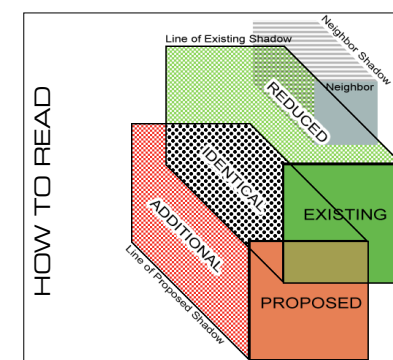 HOW TO READ
Line of Existing Shadow
Neighbor Shadow
Neighbor
REDUCED
IDENTICAL
ADDITIONAL
EXISTING
PROPOSED
Line of Proposed Shadow